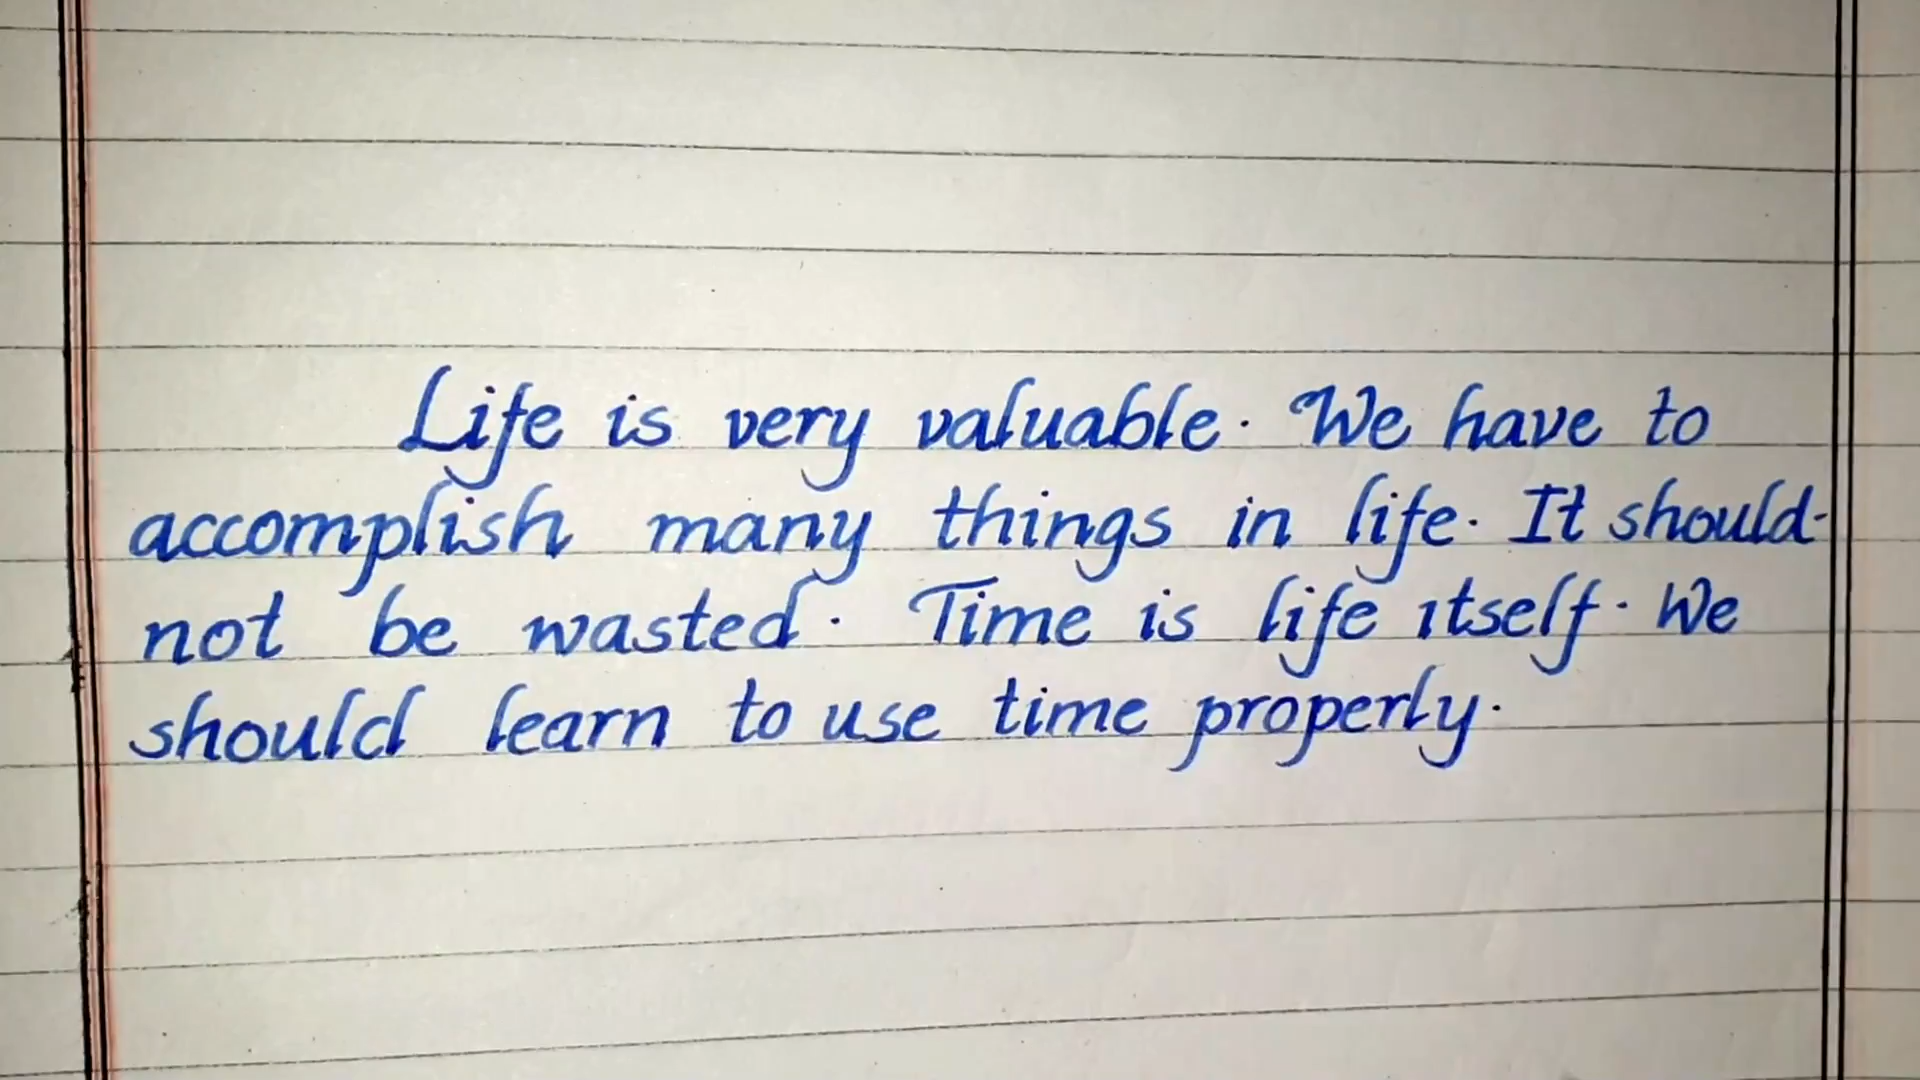 Life is very valuable. We have to
accomplish many things in life. It should-
not be wasted. Time is life itself. We
should learn to use time properly.